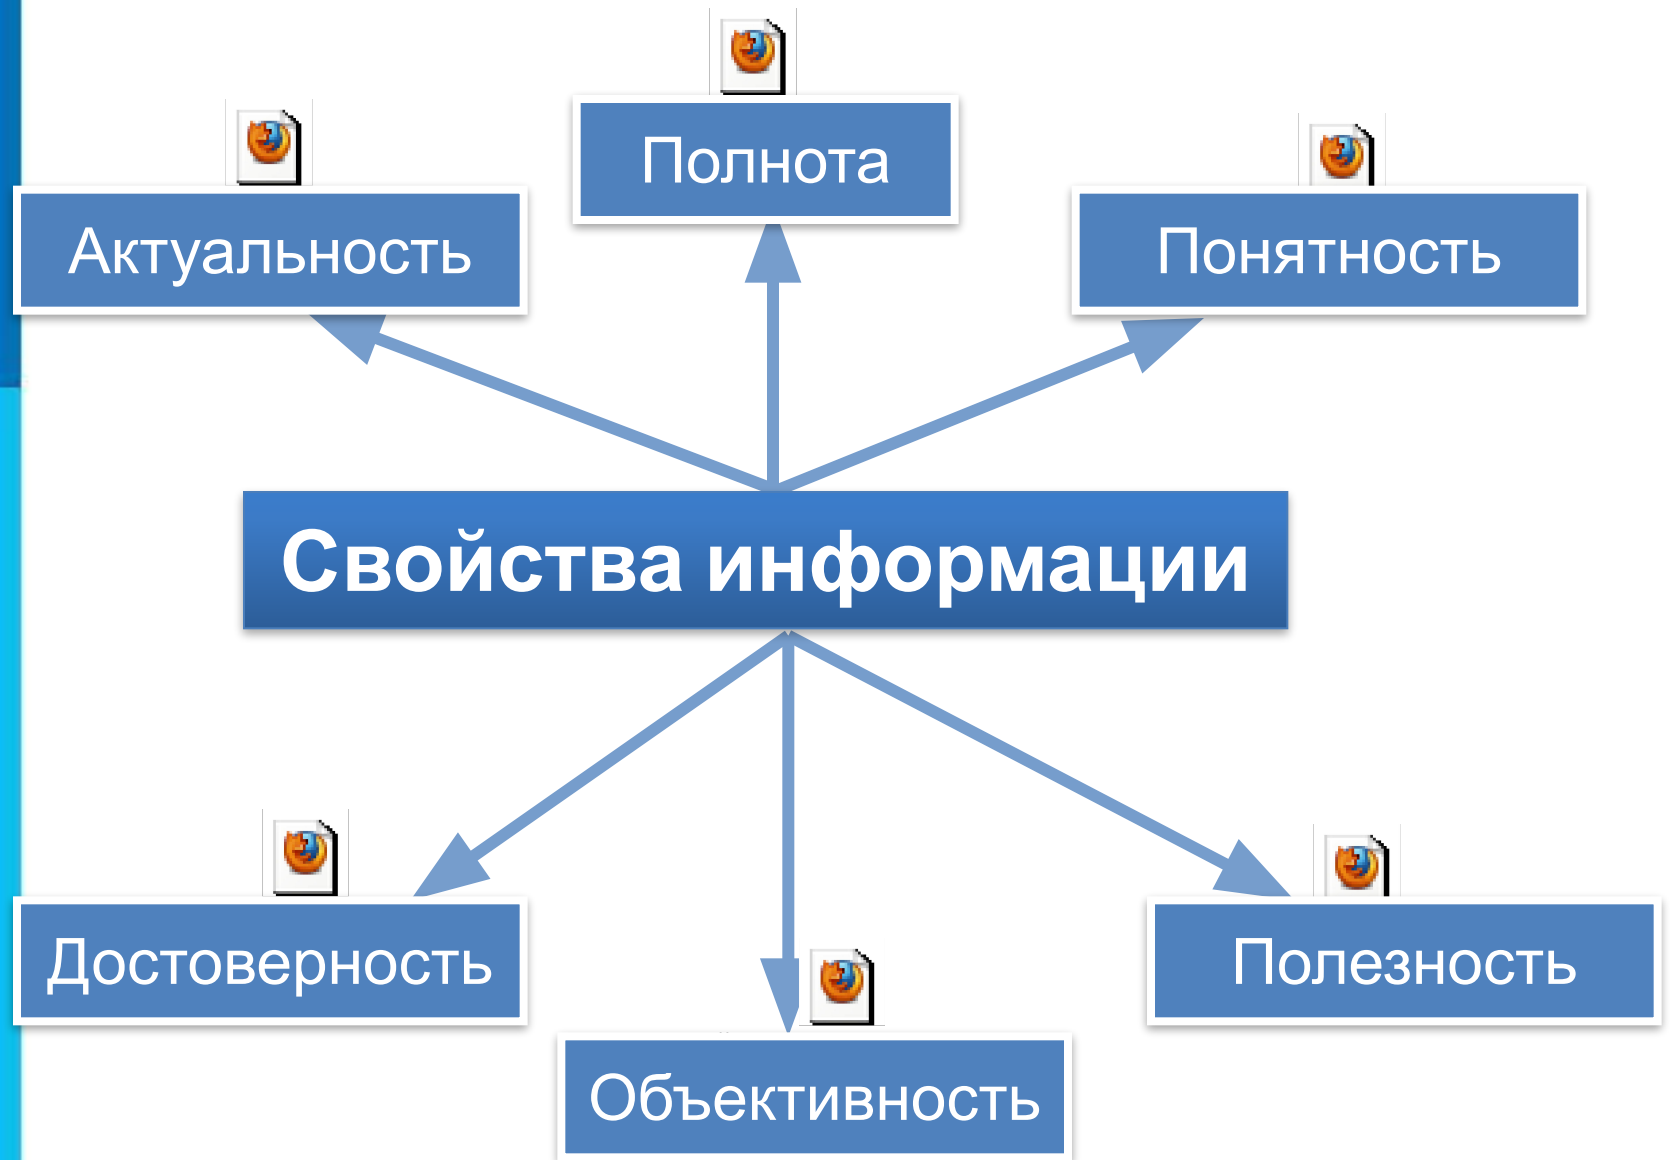 Полнота
Актуальность
Понятность
Свойства информации
Достоверность
Полезность
Объективность